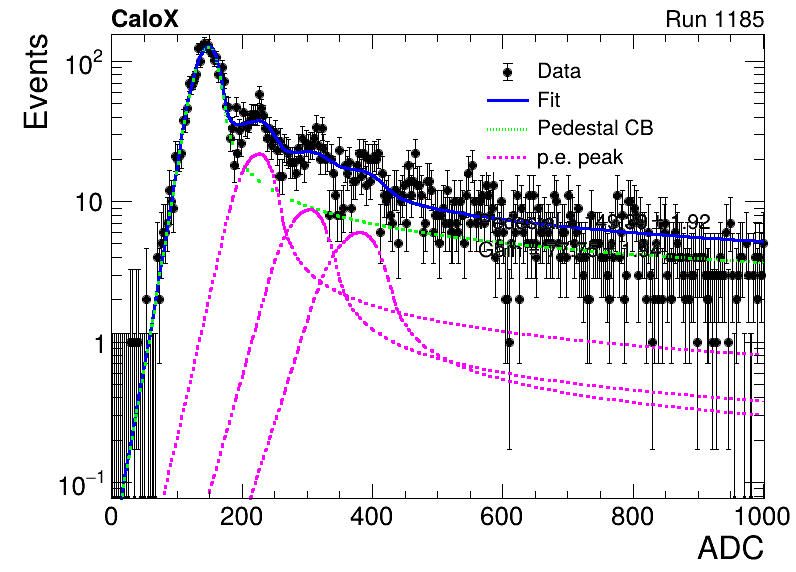 CaloX Run 1185
Events
Data
Fit
Pedestal CB
p.e. peak
10²
10
1
10⁻¹
0 200 400 600 800 1000
ADC